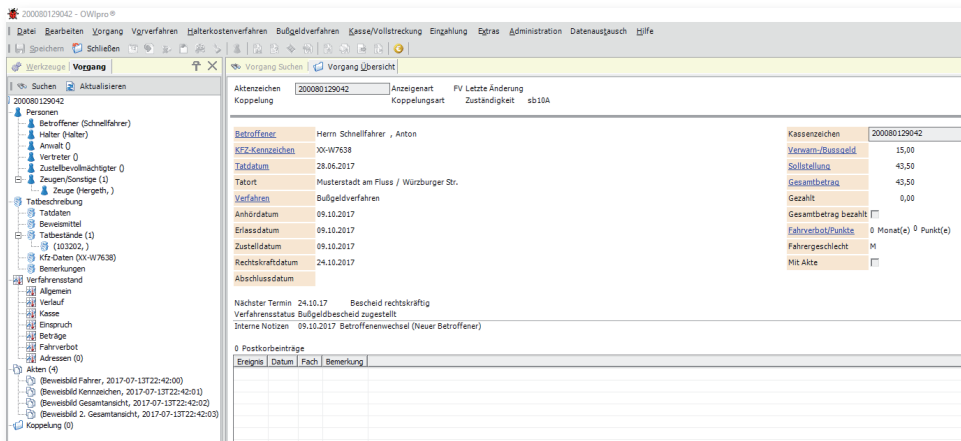 200080129042 - OWIpro®
Datei Bearbeiten Vorgang Vorverfahren Halterkostenverfahren Bußgeldverfahren Kasse/Vollstreckung Einzahlung Extras Administration Datenaustausch Hilfe
Speichern Schließen
Werkzeuge Vorgang
Vorgang Suchen Vorgang Übersicht
Suchen Aktualisieren
200080129042
Personen
Betroffener (Schnellfahrer)
Halter (Halter)
Anwalt ()
Vertreter ()
Zustellbevollmächtigter ()
Zeugen/Sonstige (1)
Zeuge (Hergeth, )
Tatbeschreibung
Tatdaten
Beweismittel
Tatbestände (1)
(103202, )
Kfz-Daten (XX-W7638)
Bemerkungen
Verfahrensstand
Allgemein
Verlauf
Kasse
Einspruch
Beträge
Fahrverbot
Adressen (0)
Akten (4)
(Beweisbild Fahrer, 2017-07-13T22:42:00)
(Beweisbild Kennzeichen, 2017-07-13T22:42:01)
(Beweisbild Gesamtansicht, 2017-07-13T22:42:02)
(Beweisbild 2. Gesamtansicht, 2017-07-13T22:42:03)
Koppelung (0)
Aktenzeichen 200080129042 Anzeigenart FV Letzte Änderung
Koppelung Koppelungsart Zuständigkeit sb10A
Betroffener Herrn Schnellfahrer , Anton
KFZ-Kennzeichen XX-W7638
Tatdatum 28.06.2017
Tatort Musterstadt am Fluss / Würzburger Str.
Verfahren Bußgeldverfahren
Anhördatum 09.10.2017
Erlassdatum 09.10.2017
Zustelldatum 09.10.2017
Rechtskraftdatum 24.10.2017
Abschlussdatum
Kassenzeichen 200080129042
Verwarn-/Bussgeld 15,00
Sollstellung 43,50
Gesamtbetrag 43,50
Gezahlt 0,00
Gesamtbetrag bezahlt
Fahrverbot/Punkte 0 Monat(e) 0 Punkt(e)
Fahrergeschlecht M
Mit Akte
Nächster Termin 24.10.17 Bescheid rechtskräftig
Verfahrensstatus Bußgeldbescheid zugestellt
Interne Notizen 09.10.2017 Betroffenenwechsel (Neuer Betroffener)
0 Postkorbeinträge
Ereignis Datum Fach Bemerkung